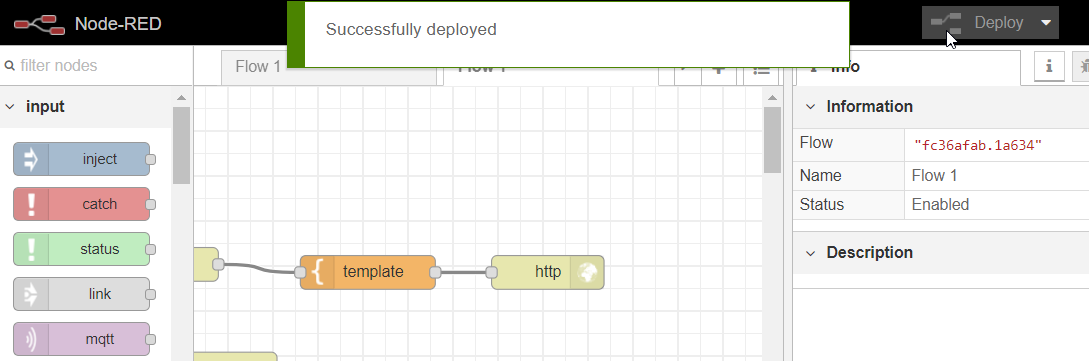 Node-RED
Successfully deployed
Deploy
filter nodes
Flow 1
Flow 1
Info
input
Information
inject
Flow
"fc36afab.1a634"
Name
Flow 1
catch
Status
Enabled
status
Description
template
http
link
mqtt